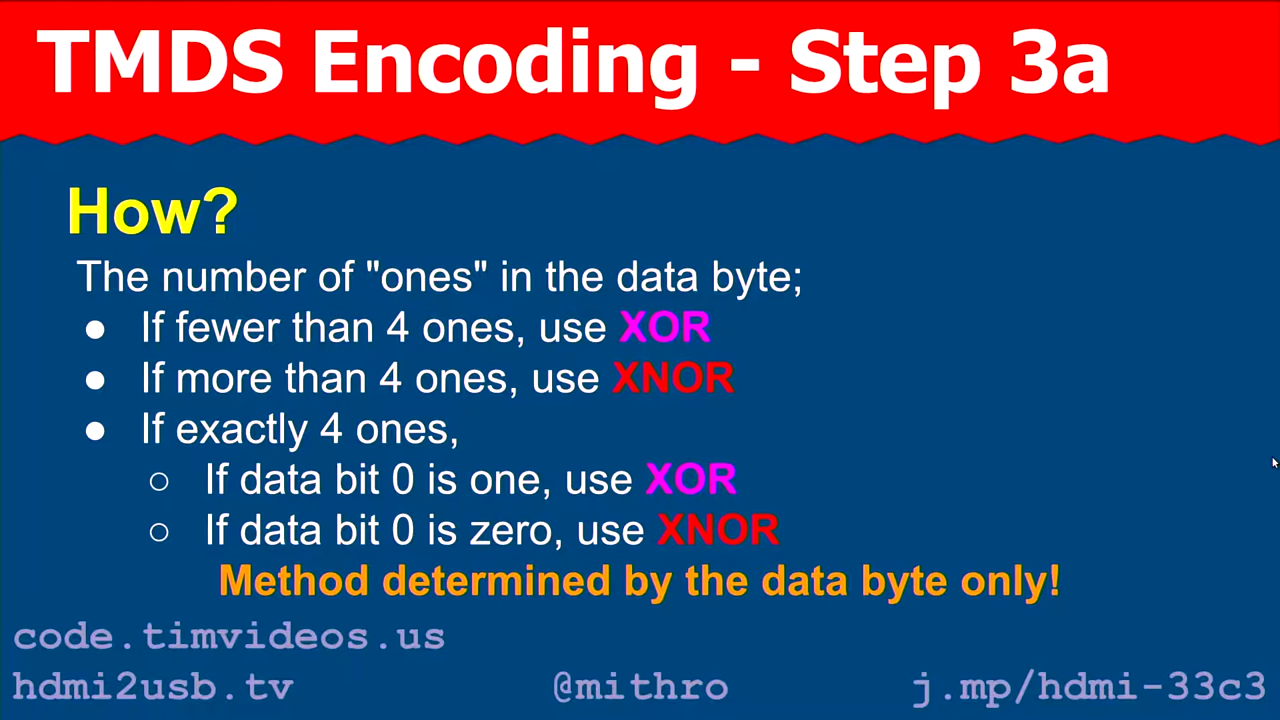 TMDS Encoding - Step 3a
How?
The number of "ones" in the data byte;
● If fewer than 4 ones, use XOR
● If more than 4 ones, use XNOR
● If exactly 4 ones,
○ If data bit 0 is one, use XOR
○ If data bit 0 is zero, use XNOR
Method determined by the data byte only!
code.timvideos.us
hdmi2usb.tv @mithro j.mp/hdmi-33c3